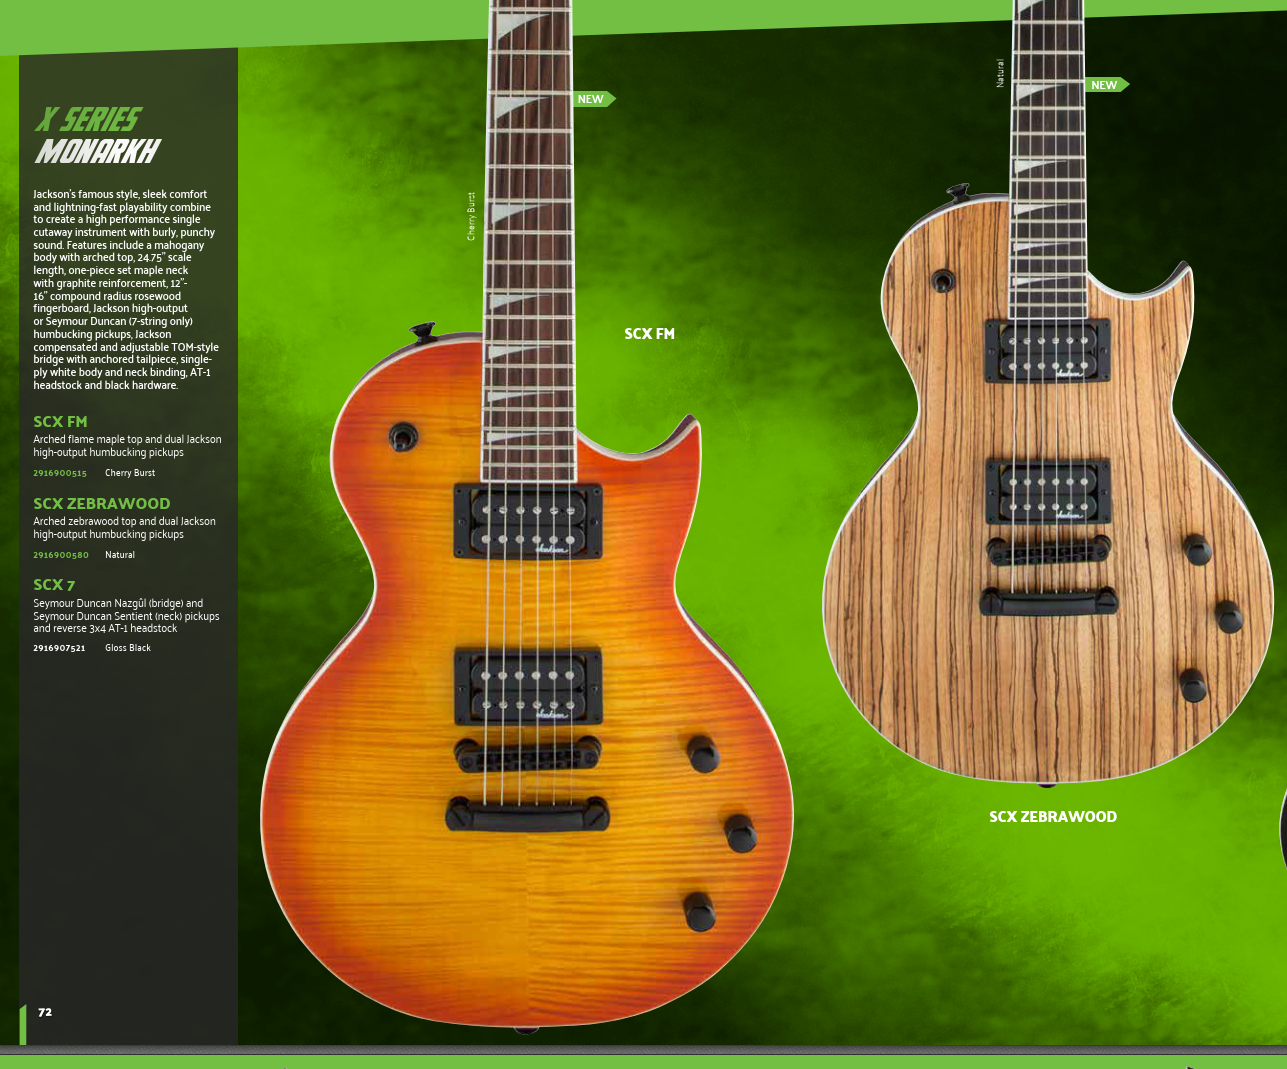 X SERIES
MONARKH
Jackson's famous style, sleek comfort
and lightning-fast playability combine
to create a high performance single
cutaway instrument with burly, punchy
sound. Features include a mahogany
body with arched top, 24.75" scale
length, one-piece set maple neck
with graphite reinforcement, 12"-
16" compound radius rosewood
fingerboard, Jackson high-output
or Seymour Duncan (7-string only)
humbucking pickups, Jackson
compensated and adjustable TOM-style
bridge with anchored tailpiece, single-
ply white body and neck binding, AT-1
headstock and black hardware.
SCX FM
Arched flame maple top and dual Jackson
high-output humbucking pickups
2916900515 Cherry Burst
SCX ZEBRAWOOD
Arched zebrawood top and dual Jackson
high-output humbucking pickups
2916900580 Natural
SCX 7
Seymour Duncan Nazgûl (bridge) and
Seymour Duncan Sentient (neck) pickups
and reverse 3x4 AT-1 headstock
2916907521 Gloss Black
72
Cherry Burst
NEW
SCX FM
Jackson
Jackson
Natural
NEW
Jackson
Jackson
SCX ZEBRAWOOD